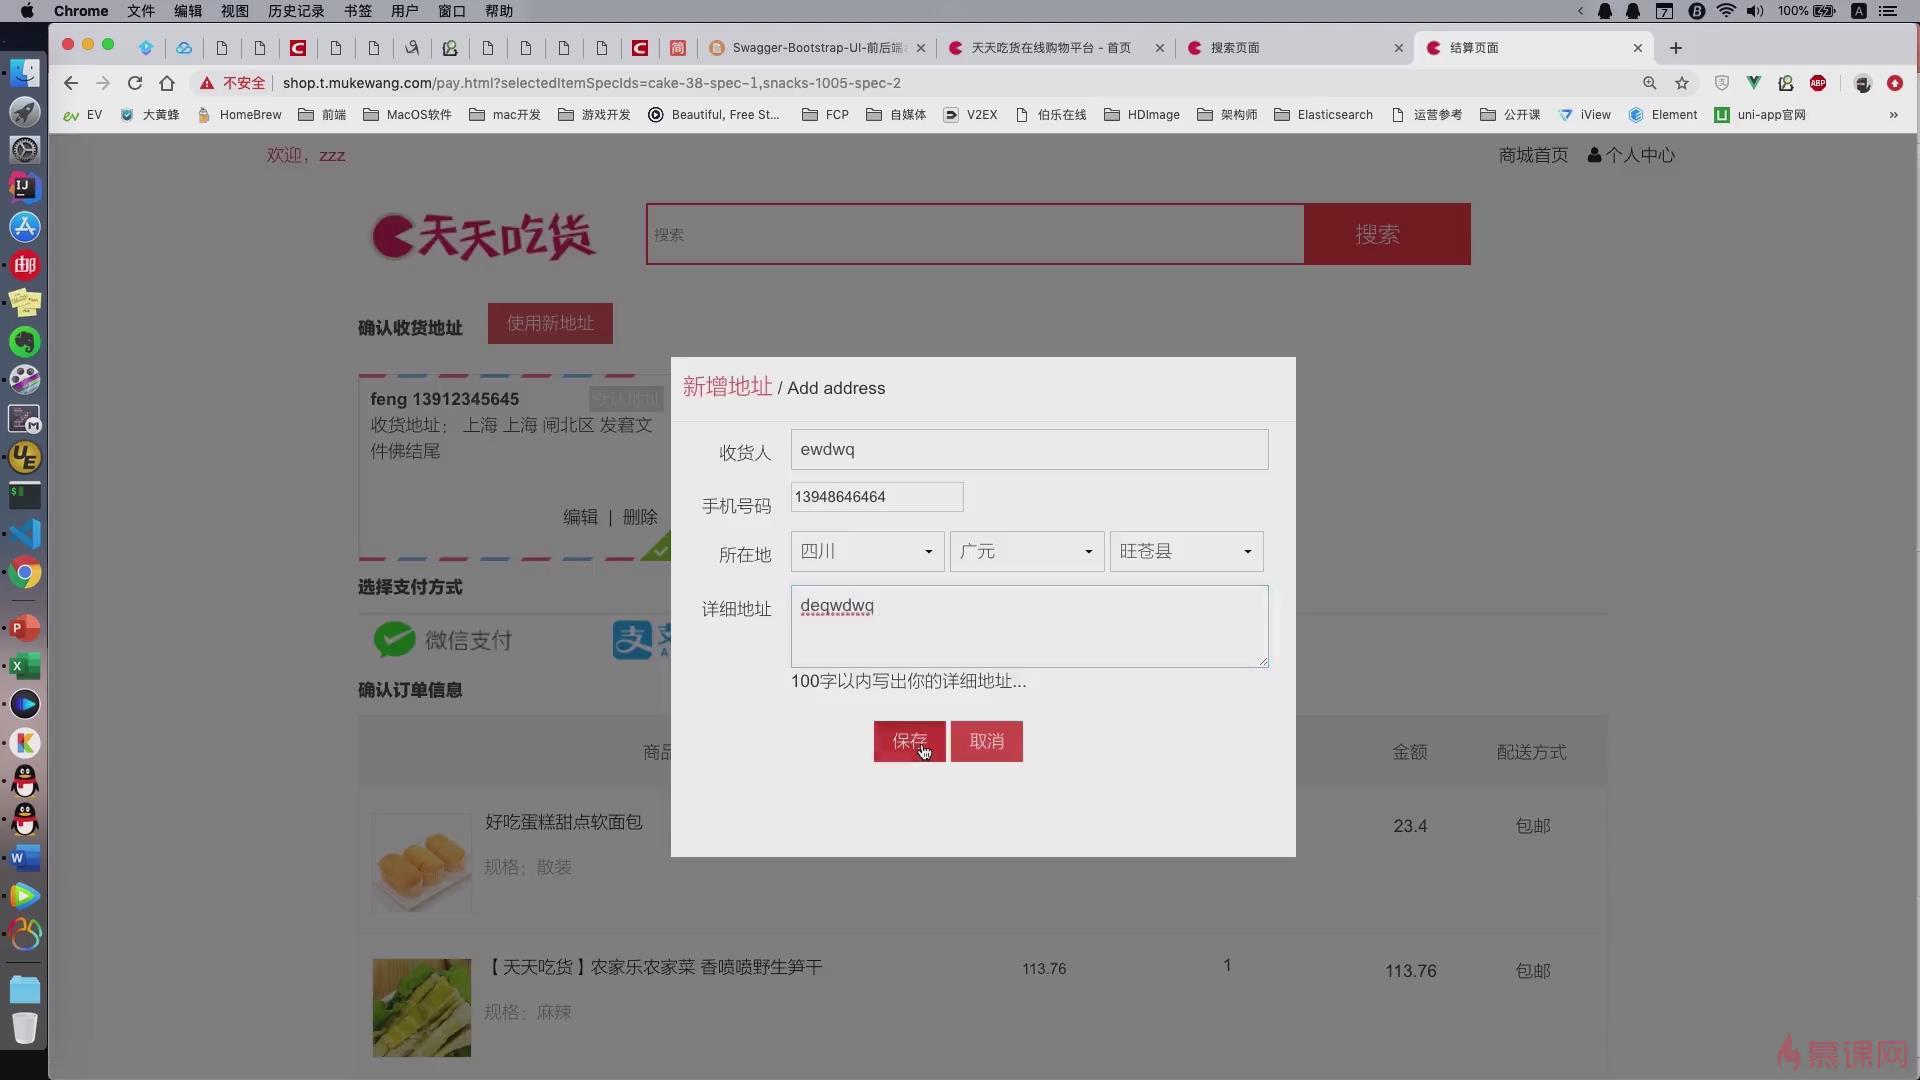 Chrome 文件 编辑 视图 历史记录 书签 用户 窗口 帮助 7 100% A
简 Swagger-Bootstrap-UI-前后端 天天吃货在线购物平台 - 首页 搜索页面 结算页面
不安全 shop.t.mukewang.com/pay.html?selectedItemSpecIds=cake-38-spec-1,snacks-1005-spec-2 ABP
EV 大黄蜂 HomeBrew 前端 MacOS软件 mac开发 游戏开发 Beautiful, Free St... FCP 自媒体 V2EX 伯乐在线 HDImage 架构师 Elasticsearch 运营参考 公开课 iView Element uni-app官网 »
欢迎，zzz 商城首页 个人中心
天天吃货 搜索 搜索
确认收货地址 使用新地址
新增地址 / Add address
feng 13912345645 默认地址
收货地址： 上海 上海 闸北区 发窘文
件佛结尾
编辑 | 删除
收货人 ewdwq
手机号码 13948646464
所在地 四川 广元 旺苍县
详细地址 deqwdwq
100字以内写出你的详细地址...
保存 取消
选择支付方式
微信支付 支
确认订单信息
商品 金额 配送方式
好吃蛋糕甜点软面包 23.4 包邮
规格：散装
【天天吃货】农家乐农家菜 香喷喷野生笋干 113.76 1 113.76 包邮
规格：麻辣
慕课网